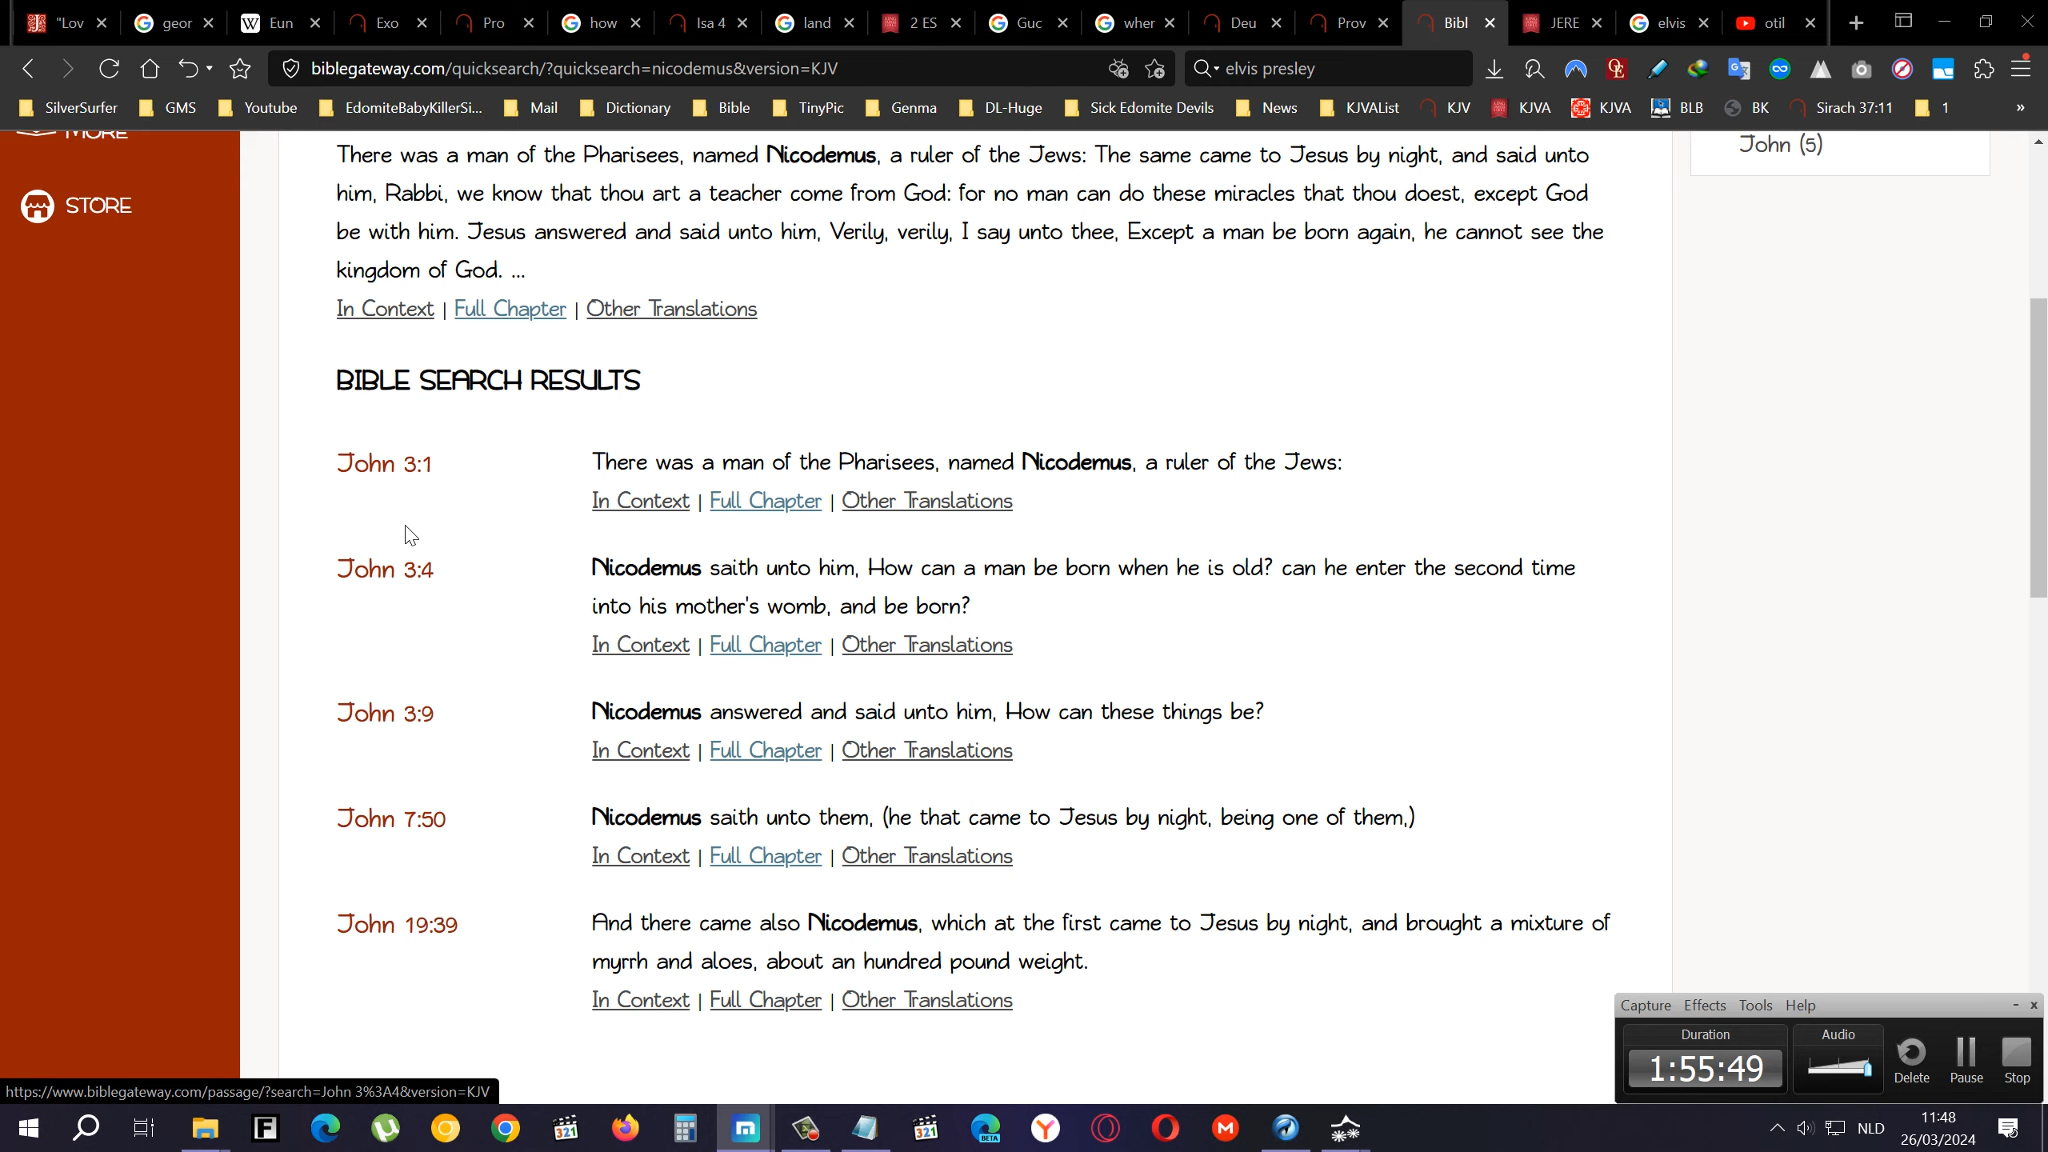 "Lov
geor
Eun
Exo
Pro
how
Isa 4
land
2 ES
Guc
wher
Deu
Prov
Bibl
JERE
elvis
otil
biblegateway.com/quicksearch/?quicksearch=nicodemus&version=KJV
elvis presley
SilverSurfer
GMS
Youtube
EdomiteBabyKillerSi...
Mail
Dictionary
Bible
TinyPic
Genma
DL-Huge
Sick Edomite Devils
News
KJVAList
KJV
KJVA
KJVA
BLB
BK
Sirach 37:11
1
»
MORE
STORE
John (5)
There was a man of the Pharisees, named Nicodemus, a ruler of the Jews: The same came to Jesus by night, and said unto
him, Rabbi, we know that thou art a teacher come from God: for no man can do these miracles that thou doest, except God
be with him. Jesus answered and said unto him, Verily, verily, I say unto thee, Except a man be born again, he cannot see the
kingdom of God. ...
In Context | Full Chapter | Other Translations
BIBLE SEARCH RESULTS
John 3:1
There was a man of the Pharisees, named Nicodemus, a ruler of the Jews:
In Context | Full Chapter | Other Translations
John 3:4
Nicodemus saith unto him, How can a man be born when he is old? can he enter the second time
into his mother's womb, and be born?
In Context | Full Chapter | Other Translations
John 3:9
Nicodemus answered and said unto him, How can these things be?
In Context | Full Chapter | Other Translations
John 7:50
Nicodemus saith unto them, (he that came to Jesus by night, being one of them,)
In Context | Full Chapter | Other Translations
John 19:39
And there came also Nicodemus, which at the first came to Jesus by night, and brought a mixture of
myrrh and aloes, about an hundred pound weight.
In Context | Full Chapter | Other Translations
Capture Effects Tools Help
Duration
Audio
1:55:49
Delete
Pause
Stop
https://www.biblegateway.com/passage/?search=John 3%3A4&version=KJV
321
321
BETA
NLD
11:48
26/03/2024